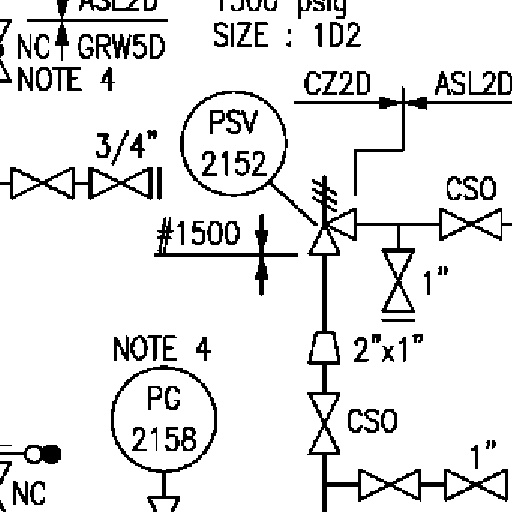 ASL2D
1500 psig
SIZE : 1D2
NC
GRW5D
NOTE 4
CZ2D
ASL2D
PSV
2152
3/4"
CSO
#1500
1"
2"x1"
NOTE 4
PG
2158
CSO
1"
NC